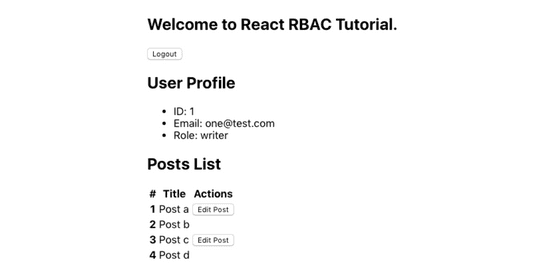 Welcome to React RBAC Tutorial.
Logout
User Profile
• ID: 1
• Email: one@test.com
• Role: writer
Posts List
# Title Actions
1 Post a Edit Post
2 Post b
3 Post c Edit Post
4 Post d